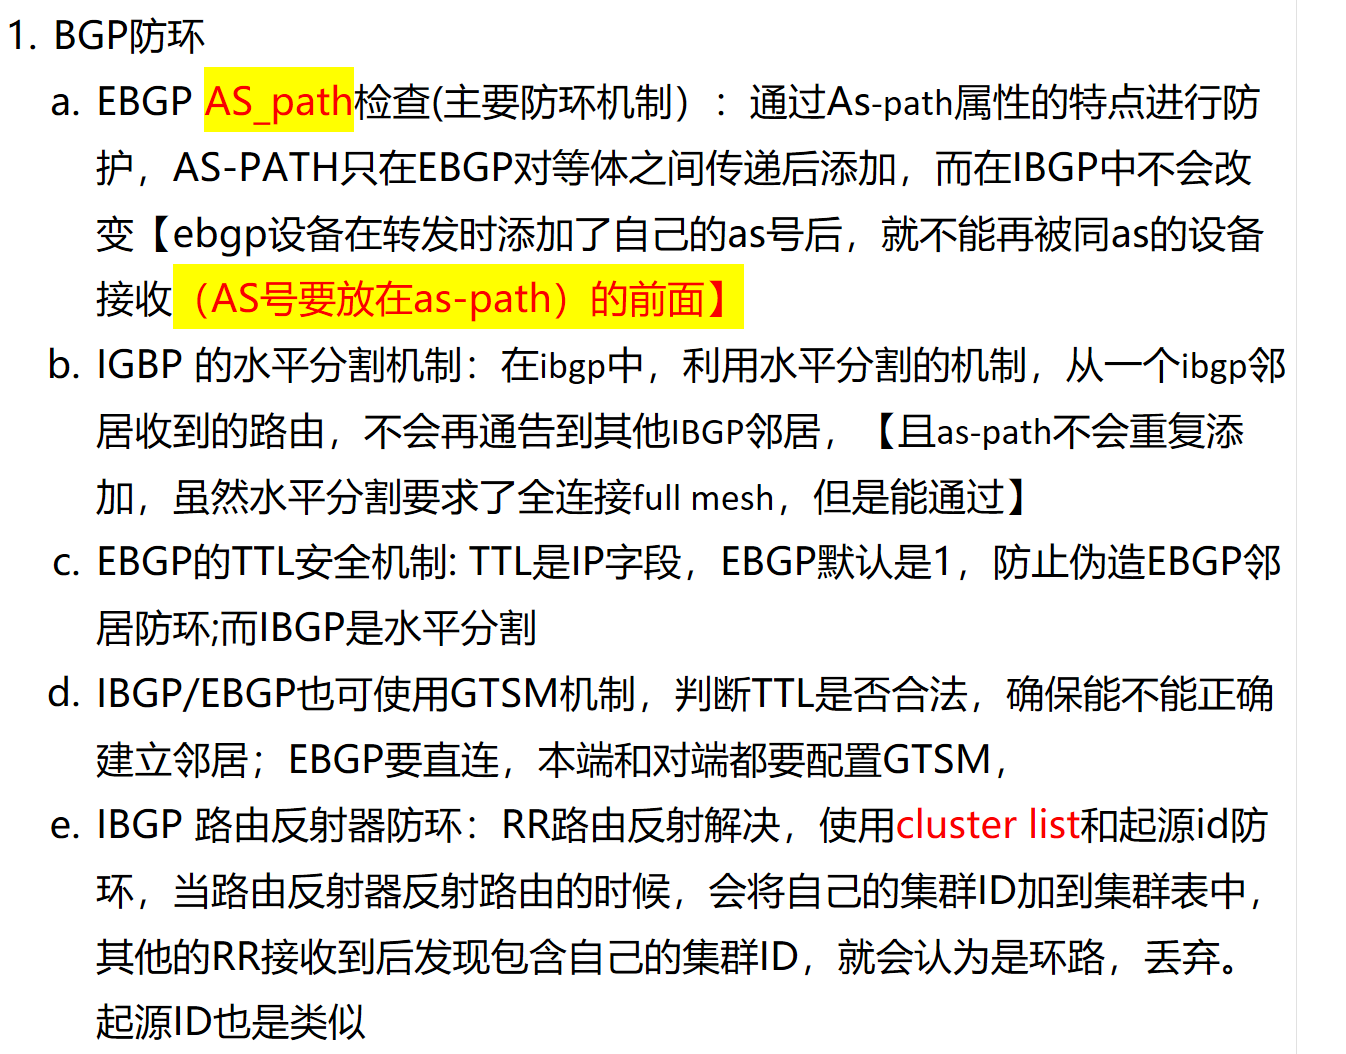 1. BGP防环
a. EBGP AS_path检查(主要防环机制）：通过As-path属性的特点进行防
护，AS-PATH只在EBGP对等体之间传递后添加，而在IBGP中不会改
变【ebgp设备在转发时添加了自己的as号后，就不能再被同as的设备
接收（AS号要放在as-path）的前面】
b. IGBP 的水平分割机制：在ibgp中，利用水平分割的机制，从一个ibgp邻
居收到的路由，不会再通告到其他IBGP邻居，【且as-path不会重复添
加，虽然水平分割要求了全连接full mesh，但是能通过】
c. EBGP的TTL安全机制: TTL是IP字段，EBGP默认是1，防止伪造EBGP邻
居防环;而IBGP是水平分割
d. IBGP/EBGP也可使用GTSM机制，判断TTL是否合法，确保能不能正确
建立邻居；EBGP要直连，本端和对端都要配置GTSM，
e. IBGP 路由反射器防环：RR路由反射解决，使用cluster list和起源id防
环，当路由反射器反射路由的时候，会将自己的集群ID加到集群表中，
其他的RR接收到后发现包含自己的集群ID，就会认为是环路，丢弃。
起源ID也是类似